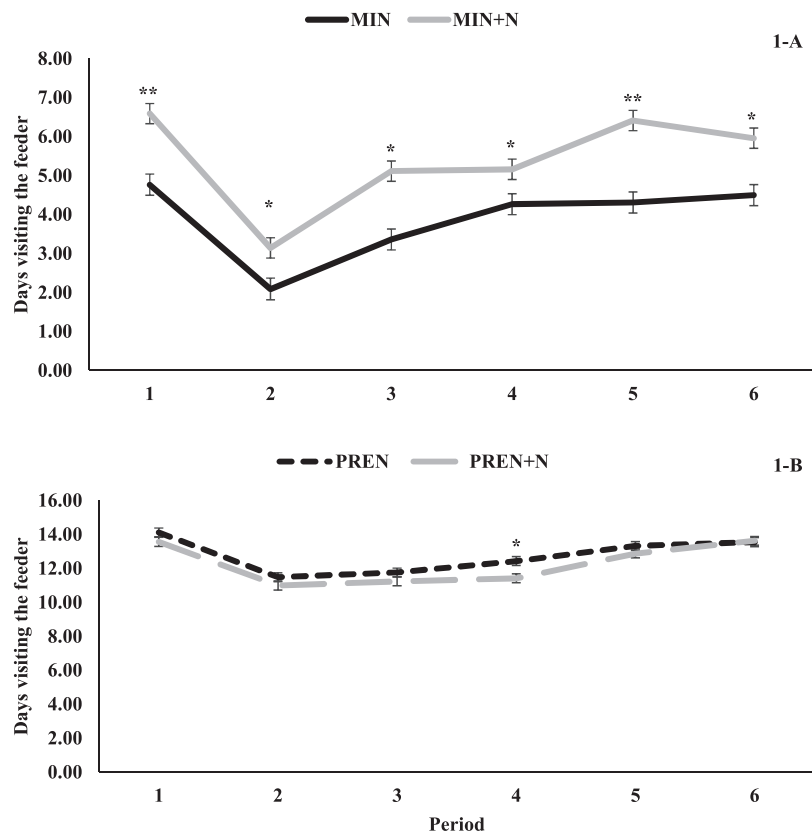 MIN MIN+N
1-A
8.00
7.00
6.00
5.00
4.00
3.00
2.00
1.00
0.00
Days visiting the feeder
** * * * ** *
1 2 3 4 5 6
PREN PREN+N
1-B
16.00
14.00
12.00
10.00
8.00
6.00
4.00
2.00
0.00
Days visiting the feeder
*
1 2 3 4 5 6
Period